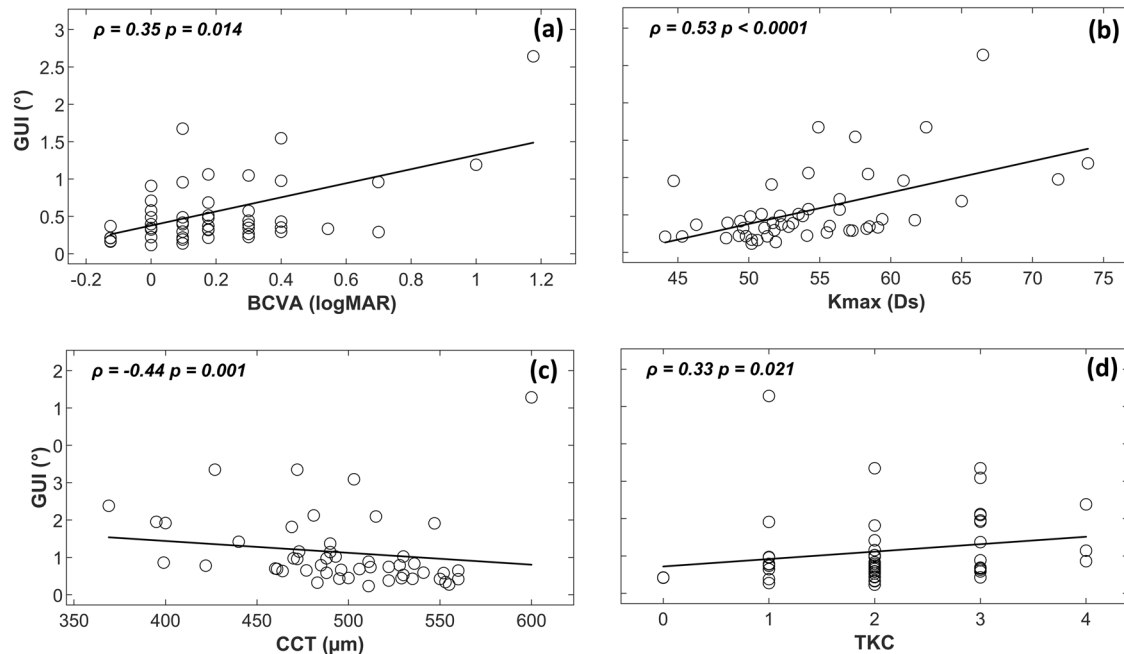 ρ = 0.35 p = 0.014
(a)
3
2.5
2
1.5
1
0.5
0
GUI (°)
-0.2 0 0.2 0.4 0.6 0.8 1 1.2
BCVA (logMAR)
ρ = 0.53 p < 0.0001
(b)
45 50 55 60 65 70 75
Kmax (Ds)
ρ = -0.44 p = 0.001
(c)
2
1
0
3
2
1
0
GUI (°)
350 400 450 500 550 600
CCT (µm)
ρ = 0.33 p = 0.021
(d)
0 1 2 3 4
TKC